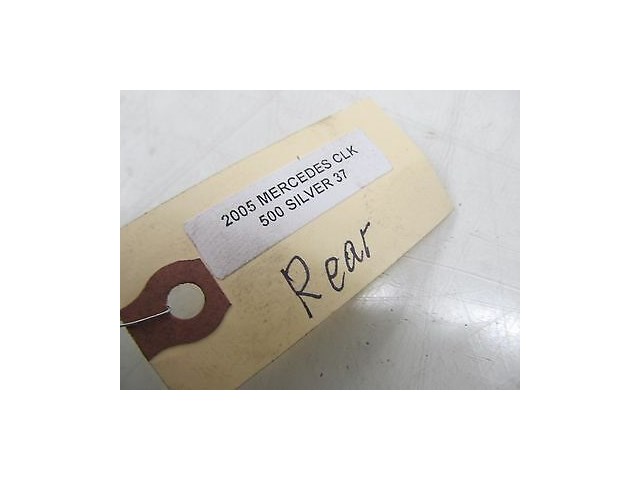 2005 MERCEDES CLK
500 SILVER 37
Rear